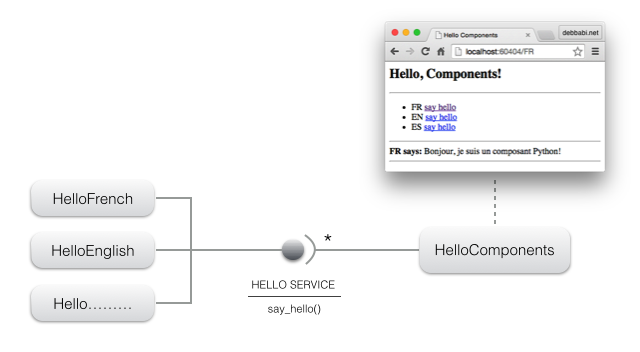 Hello Components
debbabi.net
localhost:60404/FR
Hello, Components!
FR say hello
EN say hello
ES say hello
FR says: Bonjour, je suis un composant Python!
HelloFrench
*
HelloEnglish
HelloComponents
HELLO SERVICE
Hello.........
say_hello()